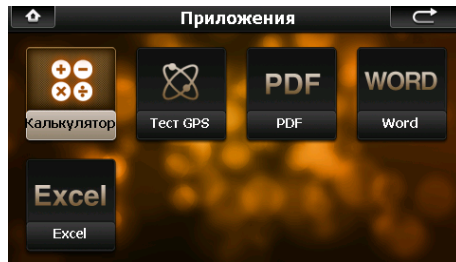 Приложения
Калькулятор
Тест GPS
PDF
PDF
WORD
Word
Excel
Excel